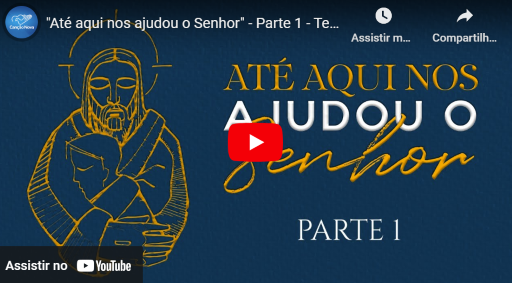 "Até aqui nos ajudou o Senhor" - Parte 1 - Te...
Assistir m...
Compartilh...
ATÉ AQUI NOS
AJUDOU O
Senhor
PARTE 1
Assistir no YouTube